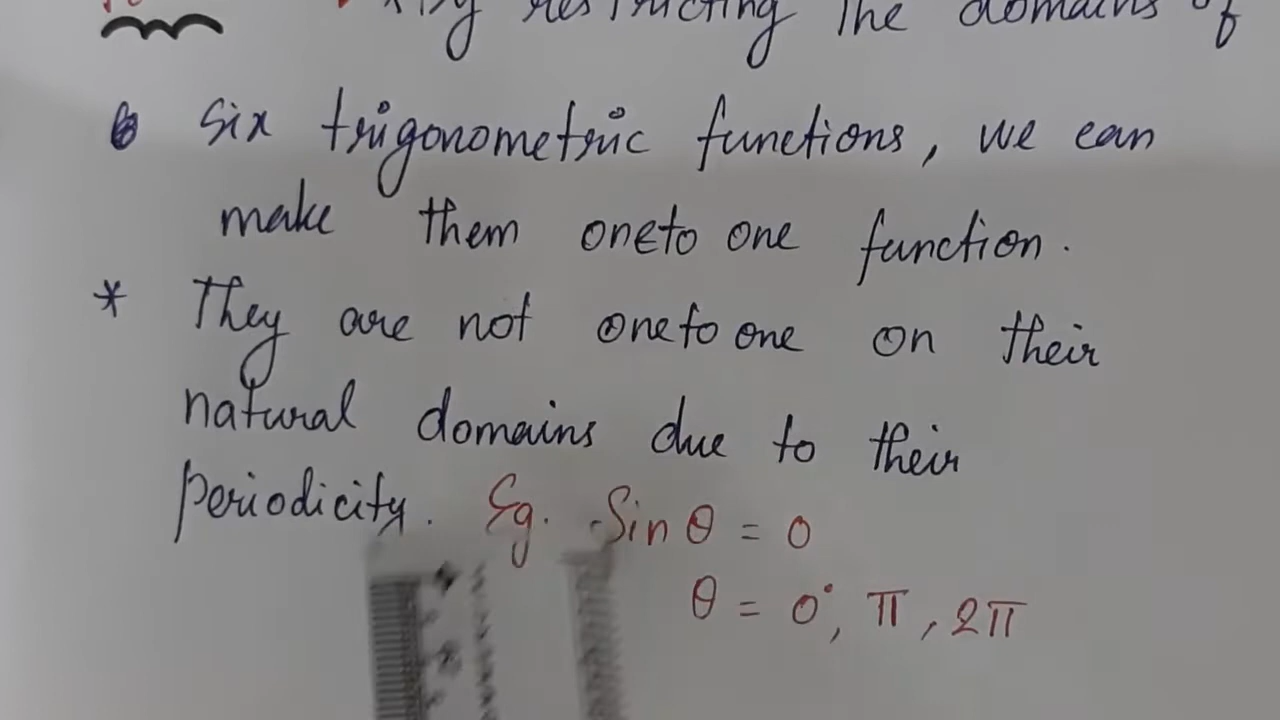 by restricting the domains of
six trigonometric functions, we can
make them oneto one function.
* They are not oneto one on their
natural domains due to their
periodicity. Eg. Sin θ = 0
θ = 0°, π, 2π